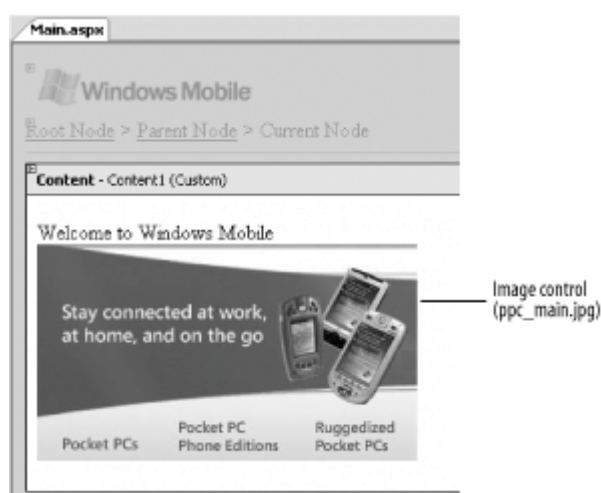 Main.aspx
Windows Mobile
Root Node > Parent Node > Current Node
Content - Content1 (Custom)
Welcome to Windows Mobile
Stay connected at work,
at home, and on the go
Image control
(ppc_main.jpg)
Pocket PCs
Pocket PC
Phone Editions
Ruggedized
Pocket PCs